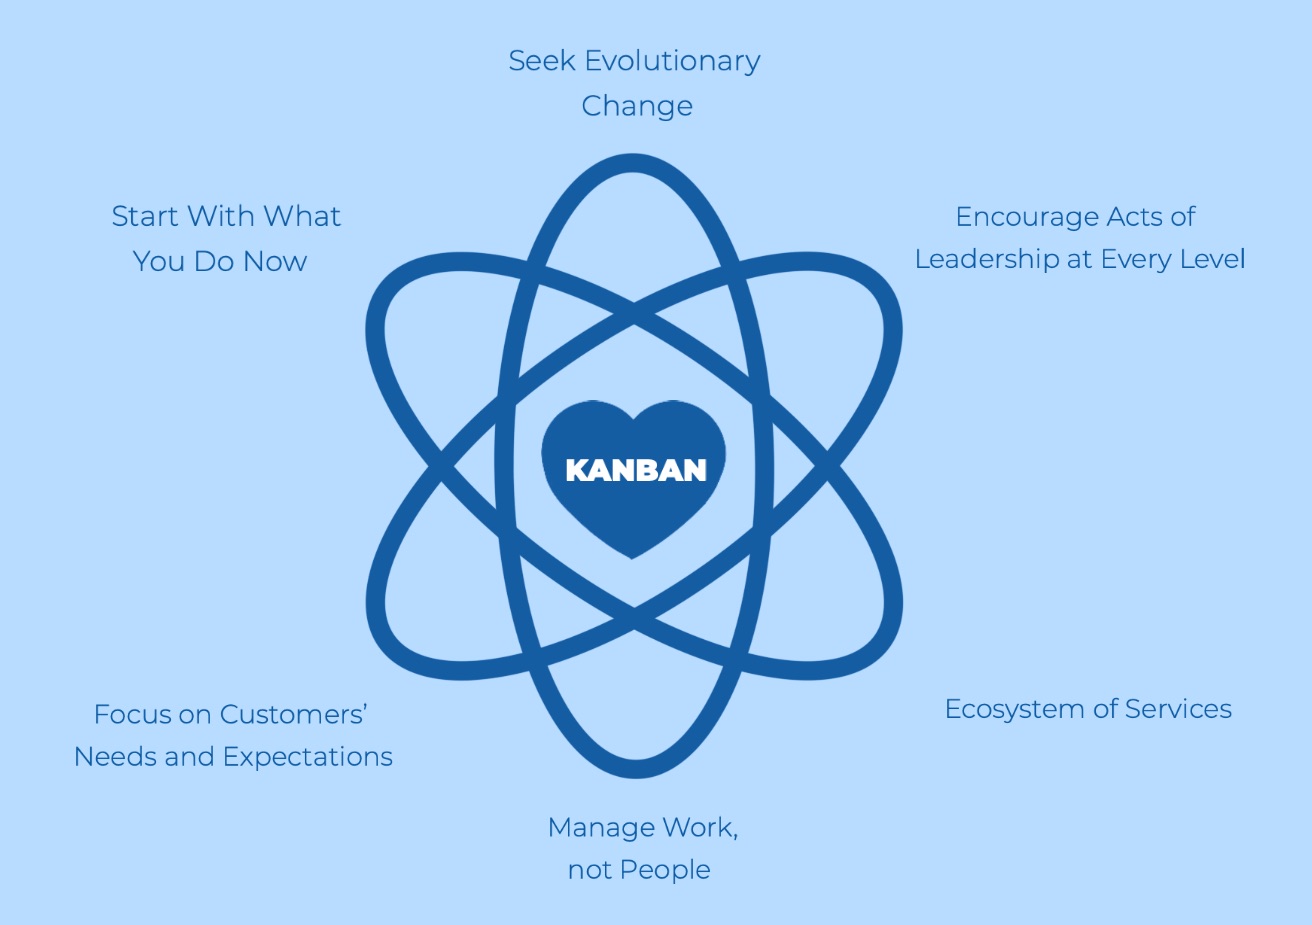 Seek Evolutionary
Change
Start With What
You Do Now
Encourage Acts of
Leadership at Every Level
KANBAN
Focus on Customers’
Needs and Expectations
Ecosystem of Services
Manage Work,
not People